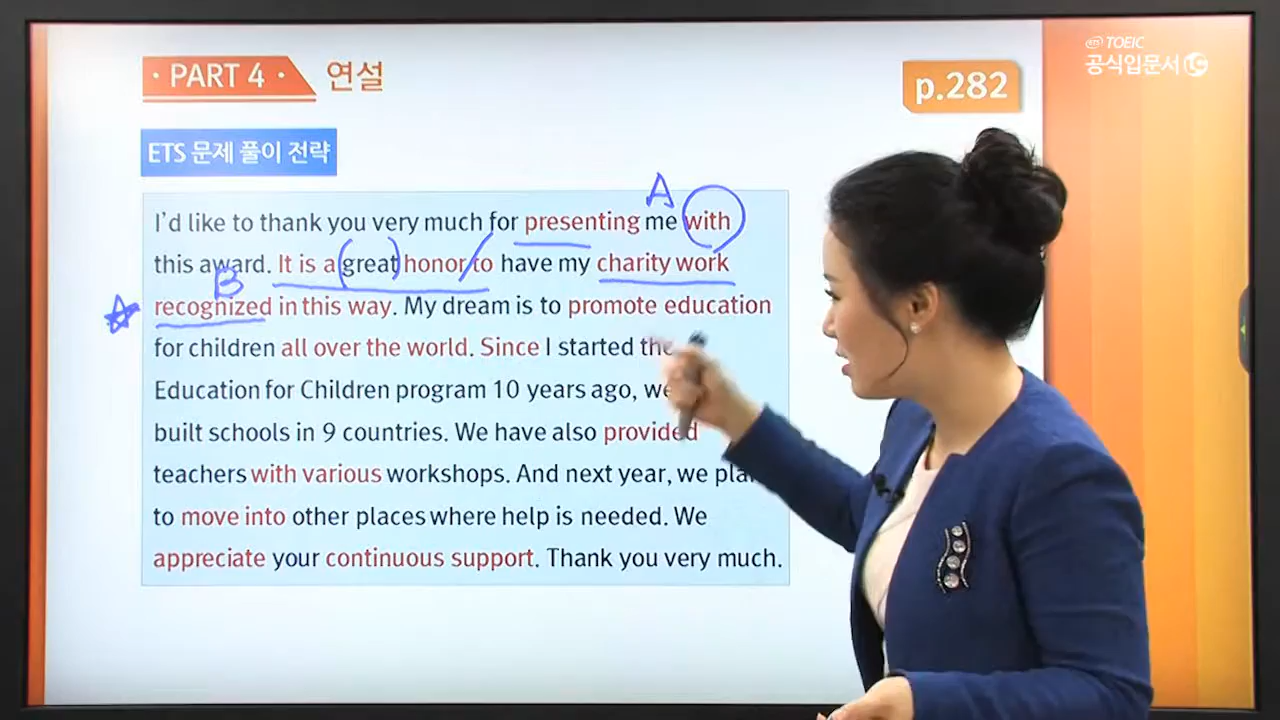 · PART 4 ·
연설
ETS TOEIC
공식입문서 LC
p.282
ETS 문제 풀이 전략
A
I'd like to thank you very much for presenting me with
this award. It is a (great) honor / to have my charity work
B
recognized in this way. My dream is to promote education
for children all over the world. Since I started
Education for Children program 10 years ago,
built schools in 9 countries. We have also provided
teachers with various workshops. And next year, we
to move into other places where help is needed. We
appreciate your continuous support. Thank you very much.